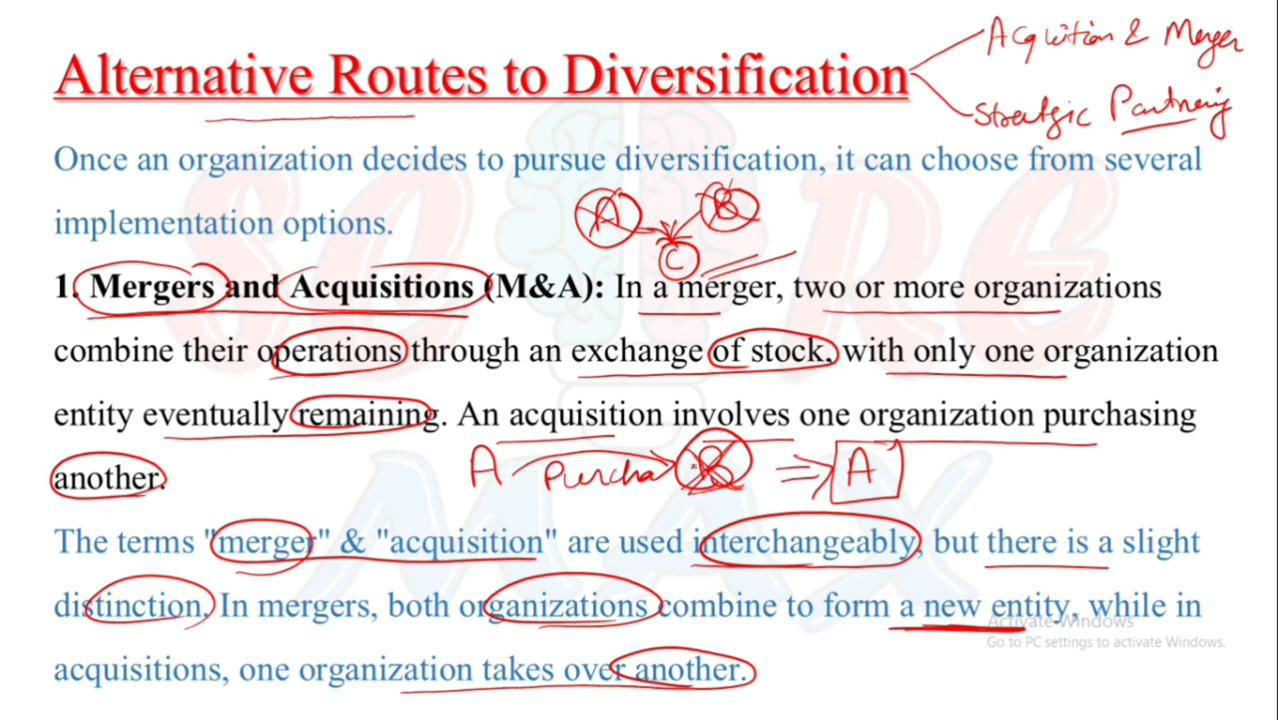 Acquition & Merger
Alternative Routes to Diversification
Strategic Partnering
Once an organization decides to pursue diversification, it can choose from several
implementation options.
A B
C
1. Mergers and Acquisitions (M&A): In a merger, two or more organizations
combine their operations through an exchange of stock, with only one organization
entity eventually remaining. An acquisition involves one organization purchasing
another.
A Purcha B ⇒ A
The terms "merger" & "acquisition" are used interchangeably, but there is a slight
distinction, In mergers, both organizations combine to form a new entity, while in
acquisitions, one organization takes over another.
Activate Windows
Go to PC settings to activate Windows.
SC RE
MAX